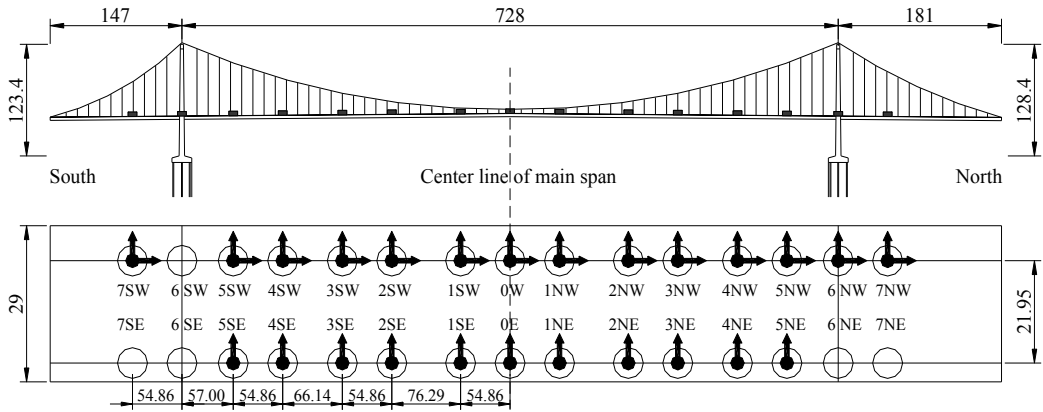 147 728 181
123.4 128.4
South Center line of main span North
29 21.95
7SW 6 SW 5SW 4SW 3SW 2SW 1SW 0W 1NW 2NW 3NW 4NW 5NW 6 NW 7NW
7SE 6 SE 5SE 4SE 3SE 2SE 1SE 0E 1NE 2NE 3NE 4NE 5NE 6 NE 7NE
54.86 57.00 54.86 66.14 54.86 76.29 54.86